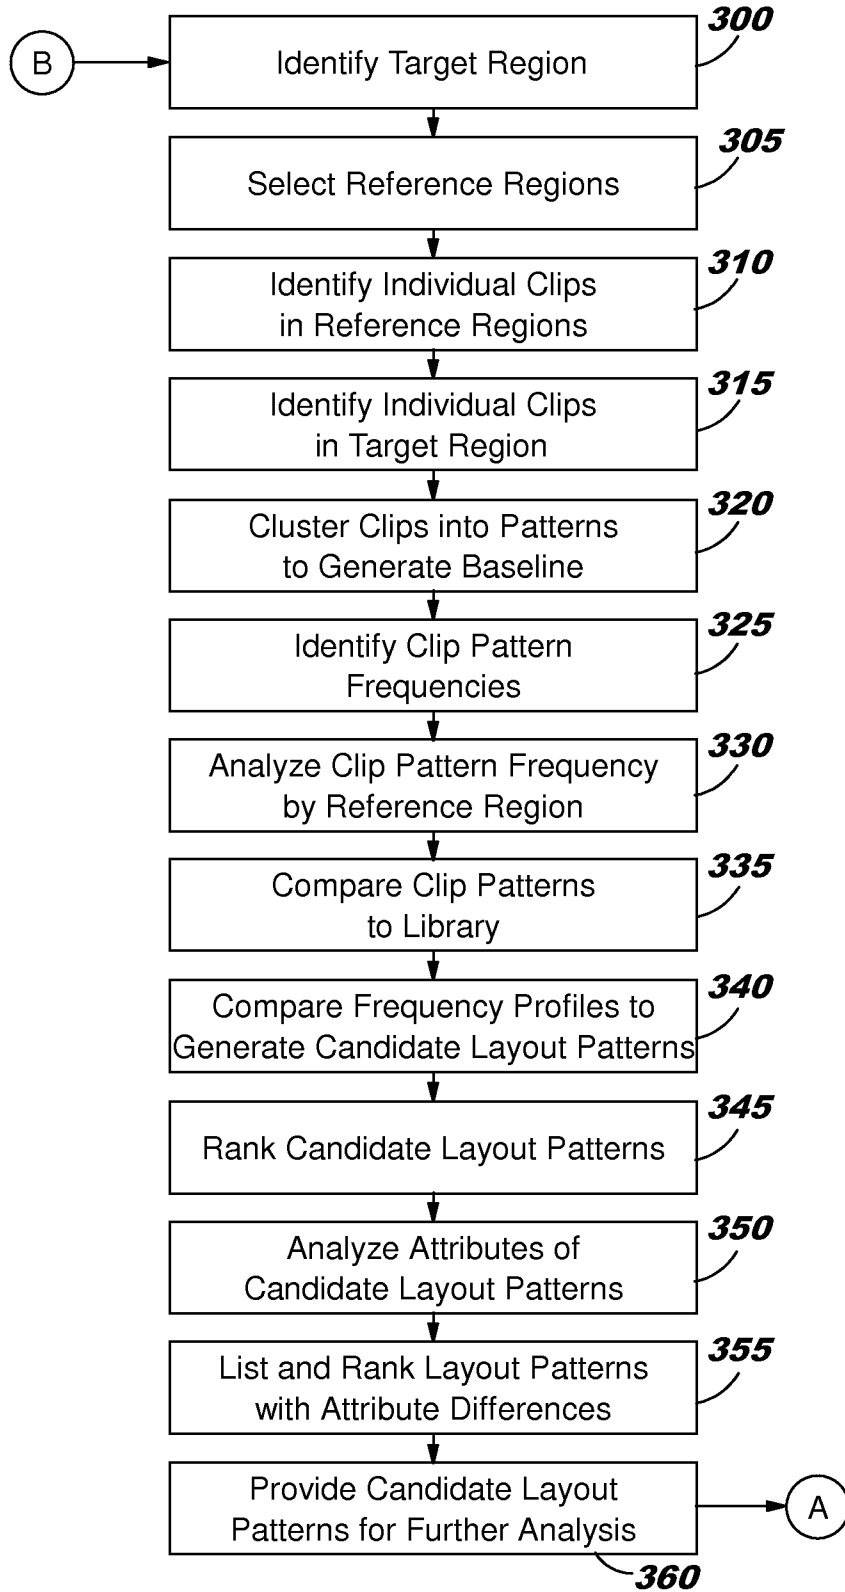 300
B
Identify Target Region
305
Select Reference Regions
310
Identify Individual Clips
in Reference Regions
315
Identify Individual Clips
in Target Region
320
Cluster Clips into Patterns
to Generate Baseline
325
Identify Clip Pattern
Frequencies
330
Analyze Clip Pattern Frequency
by Reference Region
335
Compare Clip Patterns
to Library
340
Compare Frequency Profiles to
Generate Candidate Layout Patterns
345
Rank Candidate Layout Patterns
350
Analyze Attributes of
Candidate Layout Patterns
355
List and Rank Layout Patterns
with Attribute Differences
Provide Candidate Layout
Patterns for Further Analysis
A
360